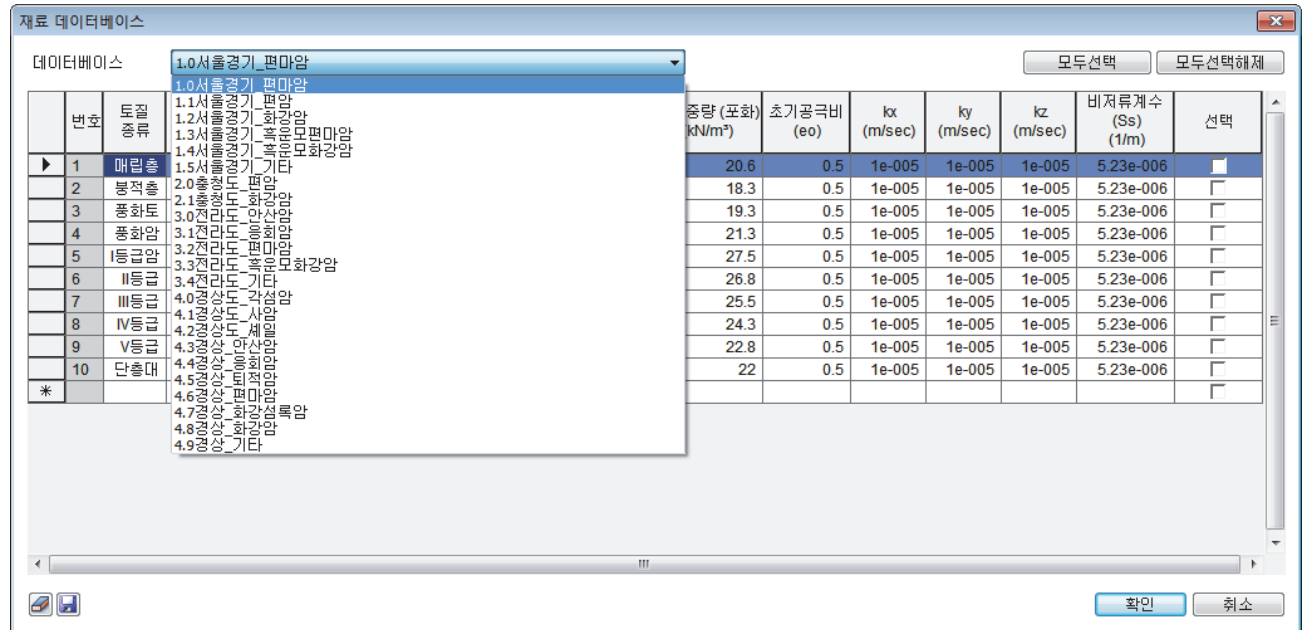 재료 데이터베이스
데이터베이스
1.0서울경기_편마암
모두선택
모두선택해제
1.0서울경기_편마암
1.1서울경기_편암
1.2서울경기_화강암
1.3서울경기_흑운모편마암
1.4서울경기_흑운모화강암
1.5서울경기_기타
2.0충청도_편암
2.1충청도_화강암
3.0전라도_안산암
3.1전라도_응회암
3.2전라도_편마암
3.3전라도_흑운모화강암
3.4전라도_기타
4.0경상도_각섬암
4.1경상도_사암
4.2경상도_셰일
4.3경상_안산암
4.4경상_응회암
4.5경상_퇴적암
4.6경상_편마암
4.7경상_화강섬록암
4.8경상_화강암
4.9경상_기타
번호 토질 종류 중량 (포화) kN/m³) 초기공극비 (eo) kx (m/sec) ky (m/sec) kz (m/sec) 비저류계수 (Ss) (1/m) 선택
1 매립층 20.6 0.5 1e-005 1e-005 1e-005 5.23e-006
2 붕적층 18.3 0.5 1e-005 1e-005 1e-005 5.23e-006
3 풍화토 19.3 0.5 1e-005 1e-005 1e-005 5.23e-006
4 풍화암 21.3 0.5 1e-005 1e-005 1e-005 5.23e-006
5 I등급암 27.5 0.5 1e-005 1e-005 1e-005 5.23e-006
6 II등급 26.8 0.5 1e-005 1e-005 1e-005 5.23e-006
7 III등급 25.5 0.5 1e-005 1e-005 1e-005 5.23e-006
8 IV등급 24.3 0.5 1e-005 1e-005 1e-005 5.23e-006
9 V등급 22.8 0.5 1e-005 1e-005 1e-005 5.23e-006
10 단층대 22 0.5 1e-005 1e-005 1e-005 5.23e-006
확인
취소